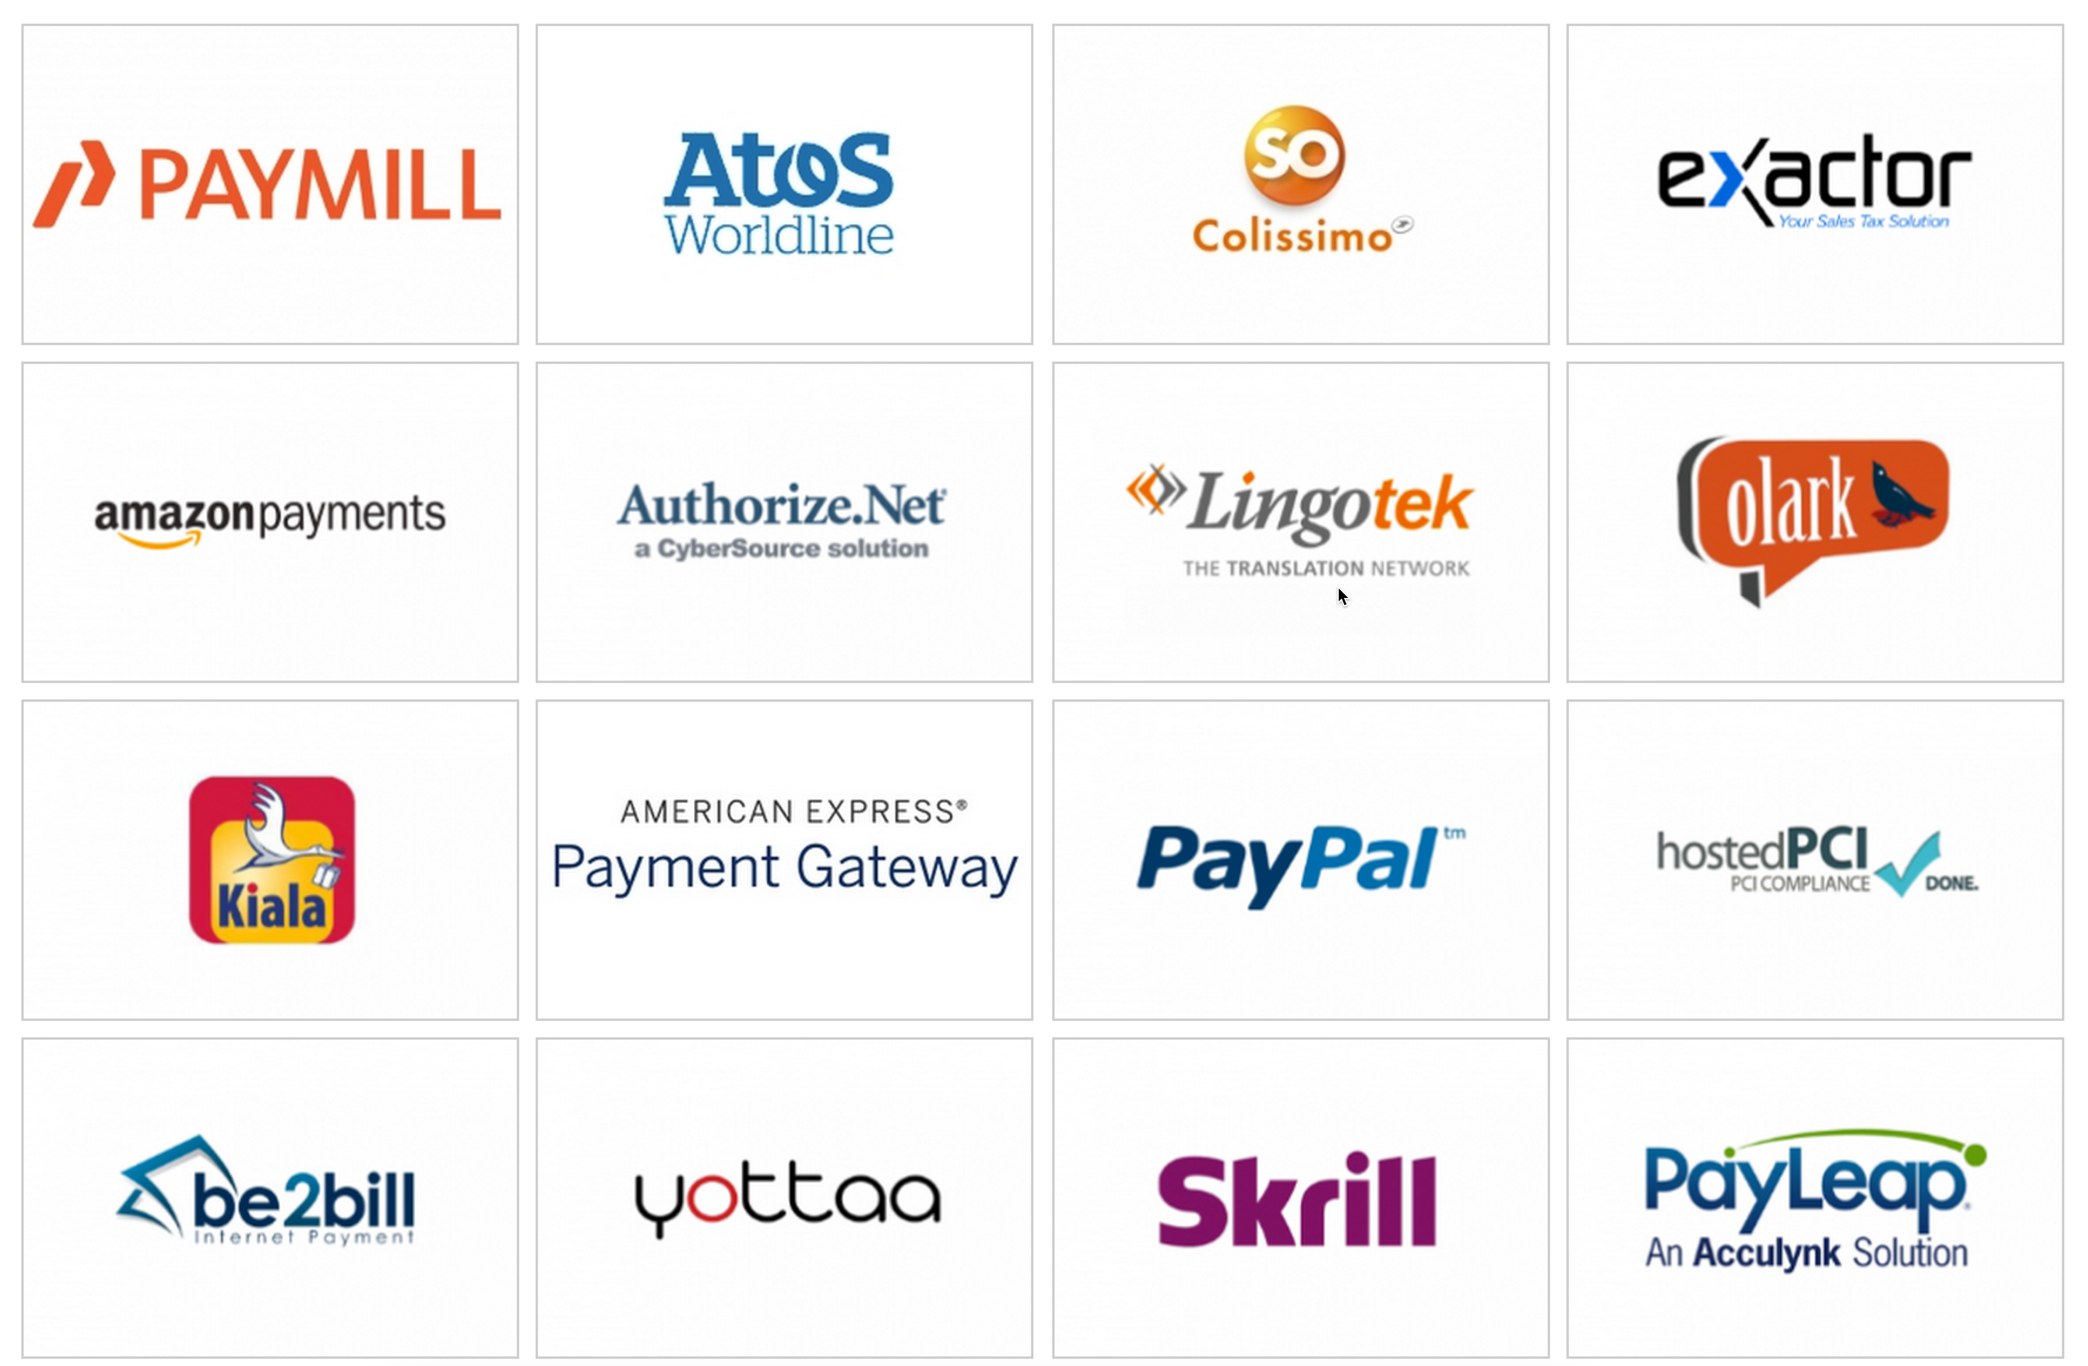 PAYMILL
Atos
Worldline
SO
Colissimo
exactor
Your Sales Tax Solution
amazonpayments
Authorize.Net®
a CyberSource solution
Lingotek
THE TRANSLATION NETWORK
olark
Kiala
AMERICAN EXPRESS®
Payment Gateway
PayPal™
hostedPCI
PCI COMPLIANCE DONE.
be2bill
Internet Payment
yottaa
Skrill
PayLeap®
An Acculynk Solution